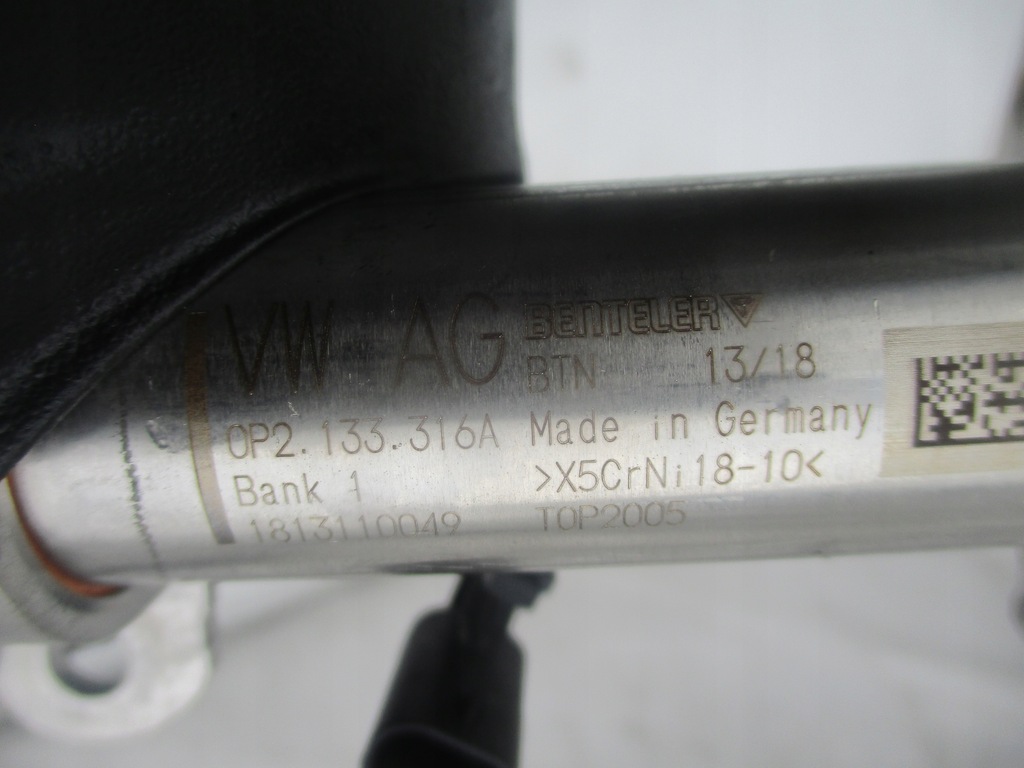 VW AG BENTELER
BTN 13/18
0P2.133.316A Made in Germany
Bank 1 >X5CrNi18-10<
1813110049 TOP2005